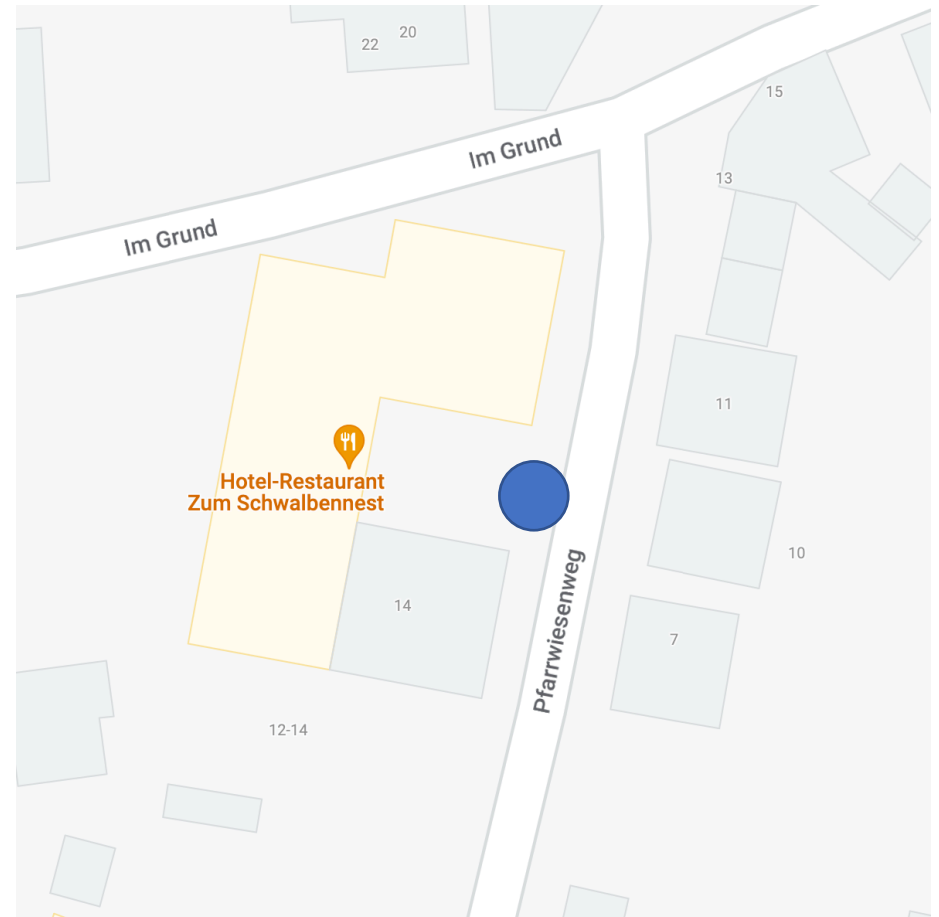 20
22
15
Im Grund
13
Im Grund
11
Hotel-Restaurant
Zum Schwalbennest
10
14
Pfarrwiesenweg
7
12-14